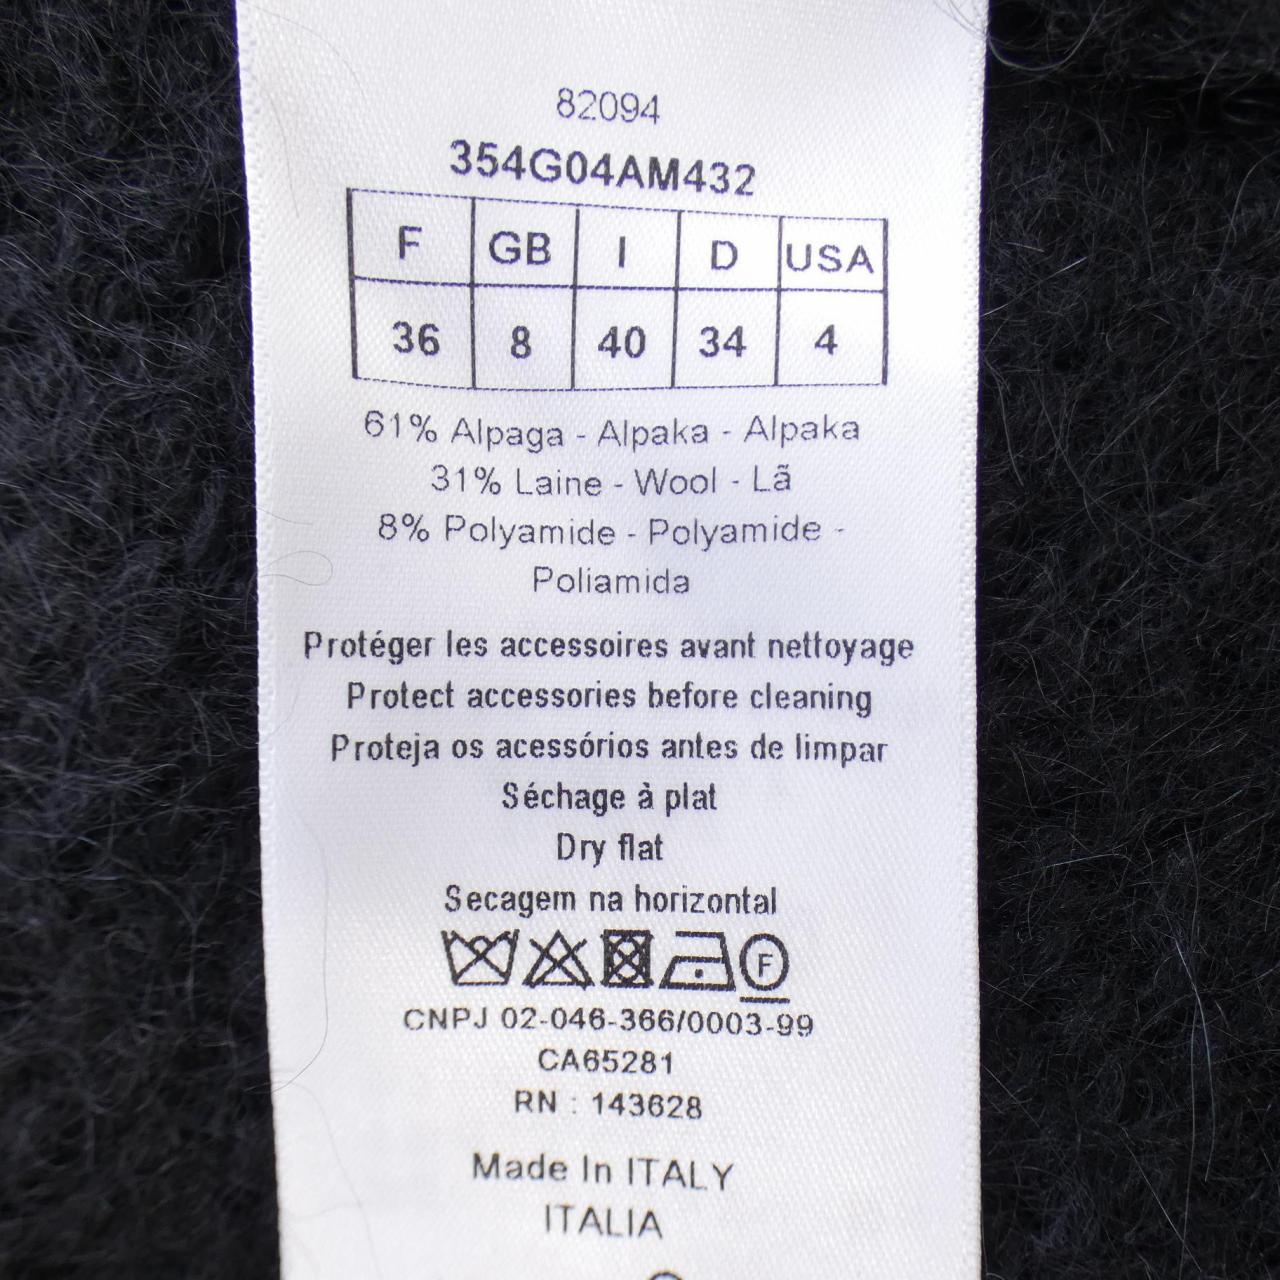 82094
354G04AM432
F GB I D USA
36 8 40 34 4
61% Alpaga - Alpaka - Alpaka
31% Laine - Wool - Lã
8% Polyamide - Polyamide -
Poliamida
Protéger les accessoires avant nettoyage
Protect accessories before cleaning
Proteja os acessórios antes de limpar
Séchage à plat
Dry flat
Secagem na horizontal
F
CNPJ 02-046-366/0003-99
CA65281
RN : 143628
Made In ITALY
ITALIA